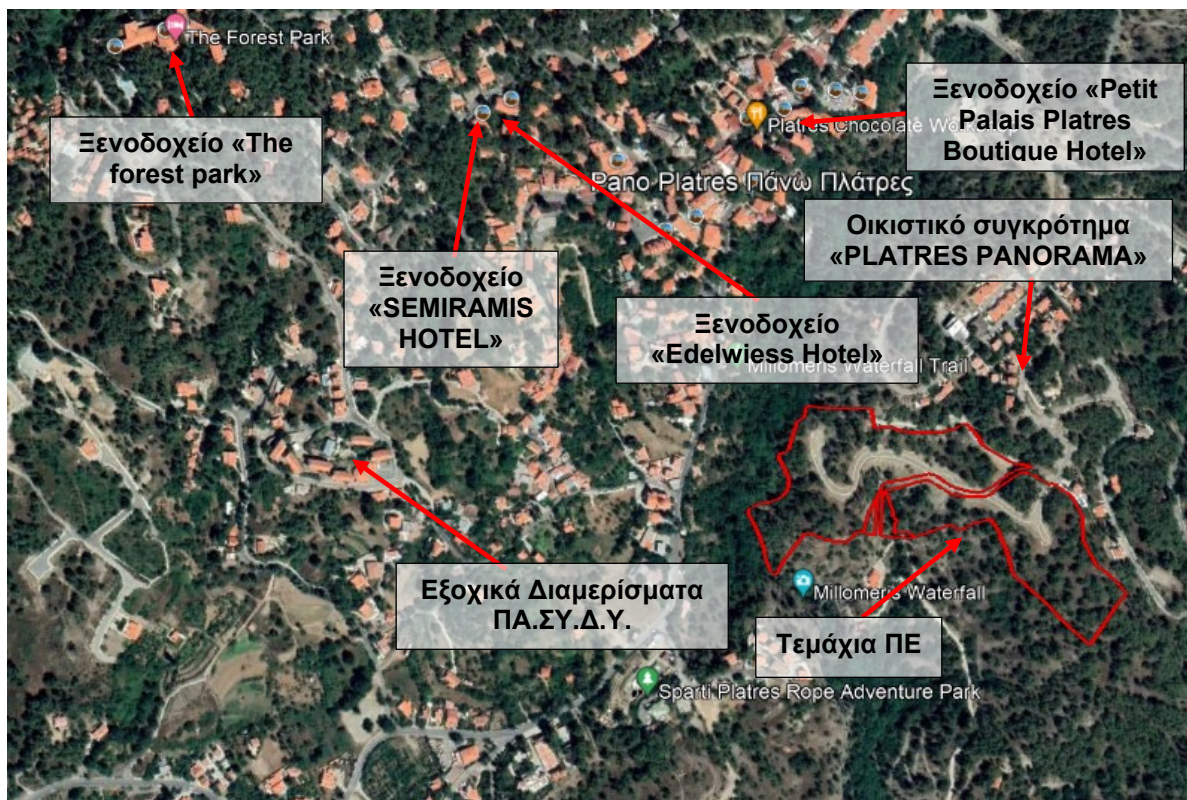 The Forest Park
Ξενοδοχείο «The
forest park»
Ξενοδοχείο «Petit
Palais Platres
Boutique Hotel»
Platres Chocolate Workshop
Pano Platres Πάνω Πλάτρες
Οικιστικό συγκρότημα
«PLATRES PANORAMA»
Ξενοδοχείο
«SEMIRAMIS
HOTEL»
Ξενοδοχείο
«Edelwiess Hotel»
Millomeris Waterfall Trail
Εξοχικά Διαμερίσματα
ΠΑ.ΣΥ.Δ.Υ.
Millomeris Waterfall
Τεμάχια ΠΕ
Sparti Platres Rope Adventure Park